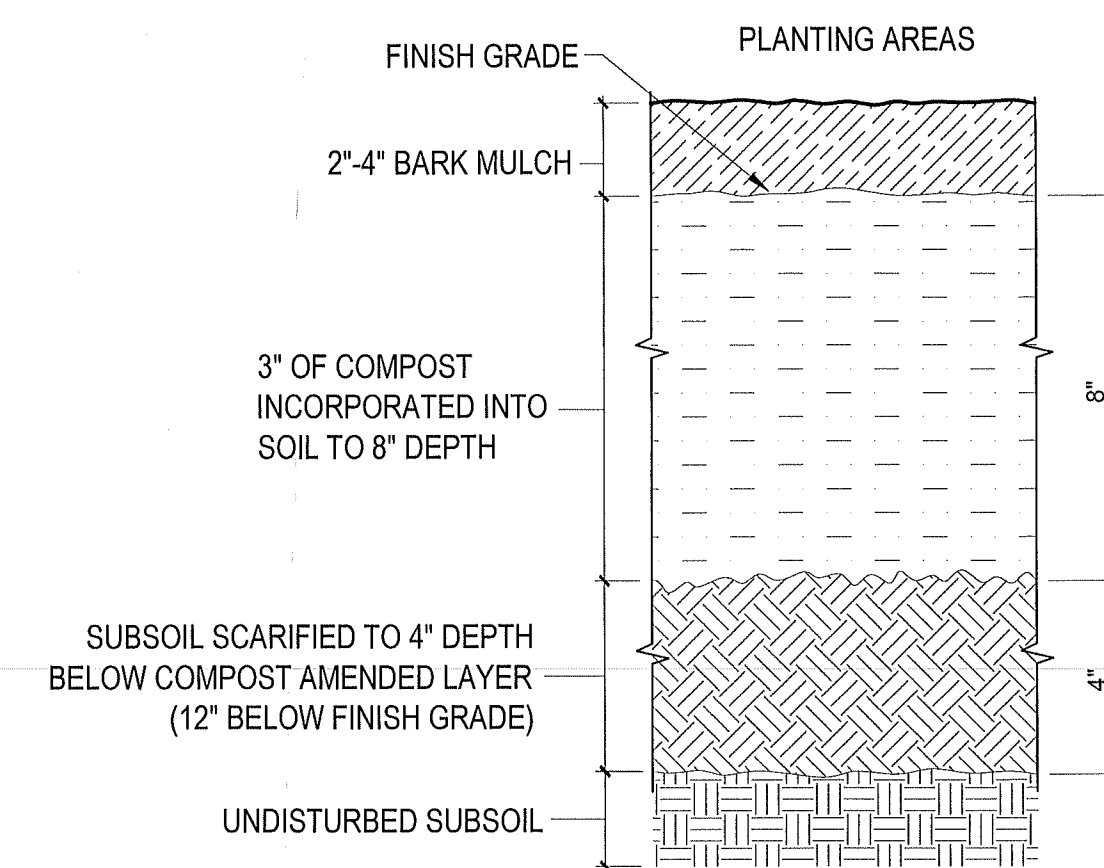 PLANTING AREAS
FINISH GRADE
2"-4" BARK MULCH
3" OF COMPOST
INCORPORATED INTO
SOIL TO 8" DEPTH
8"
SUBSOIL SCARIFIED TO 4" DEPTH
BELOW COMPOST AMENDED LAYER
(12" BELOW FINISH GRADE)
4"
UNDISTURBED SUBSOIL